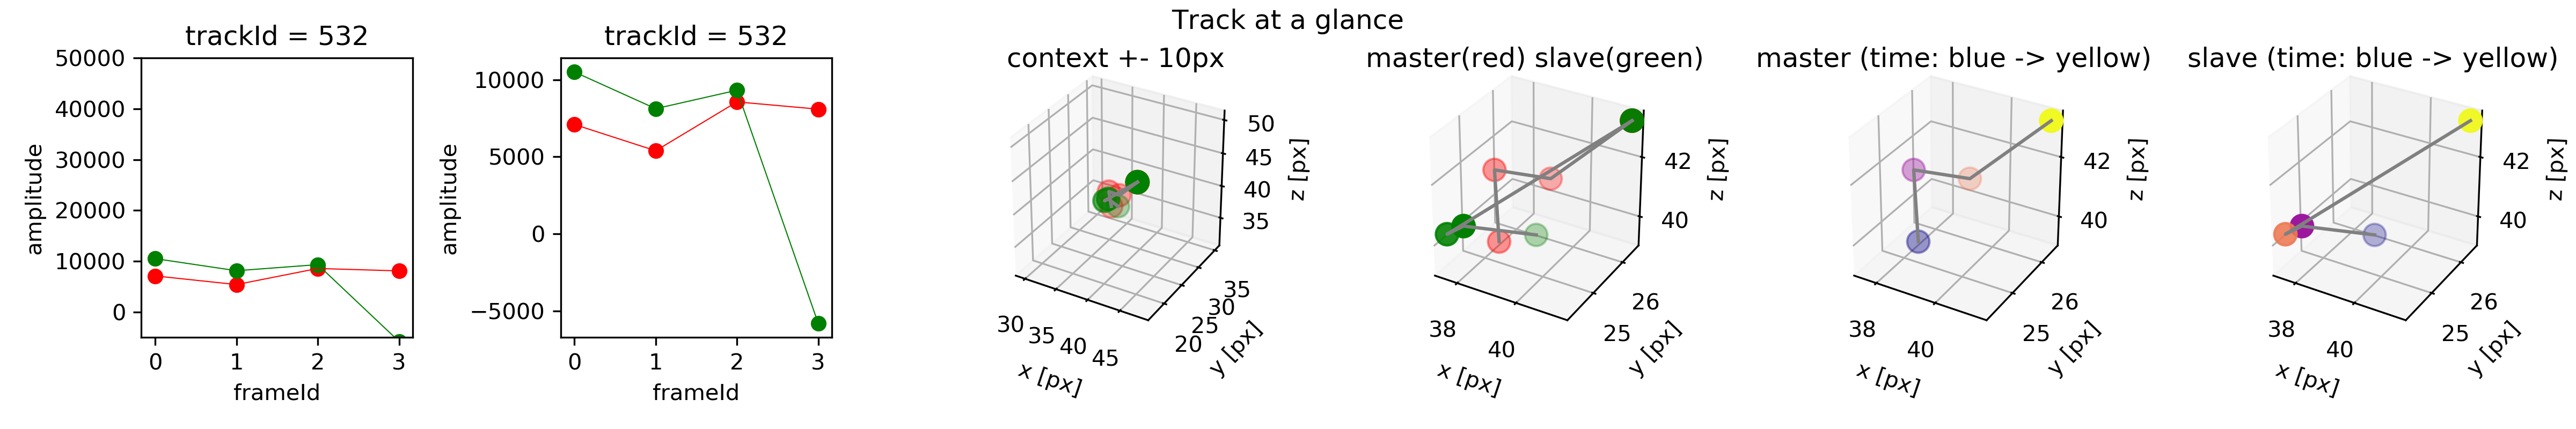 Track at a glance
trackId = 532
50000
40000
30000
20000
10000
0
amplitude
0 1 2 3
frameId
trackId = 532
10000
5000
0
−5000
amplitude
0 1 2 3
frameId
context +- 10px
50
45
40
35
z [px]
30 35 40 45
x [px]
20 25 30 35
y [px]
master(red) slave(green)
42
40
z [px]
38 40
x [px]
25 26
y [px]
master (time: blue -> yellow)
42
40
z [px]
38 40
x [px]
25 26
y [px]
slave (time: blue -> yellow)
42
40
z [px]
38 40
x [px]
25 26
y [px]